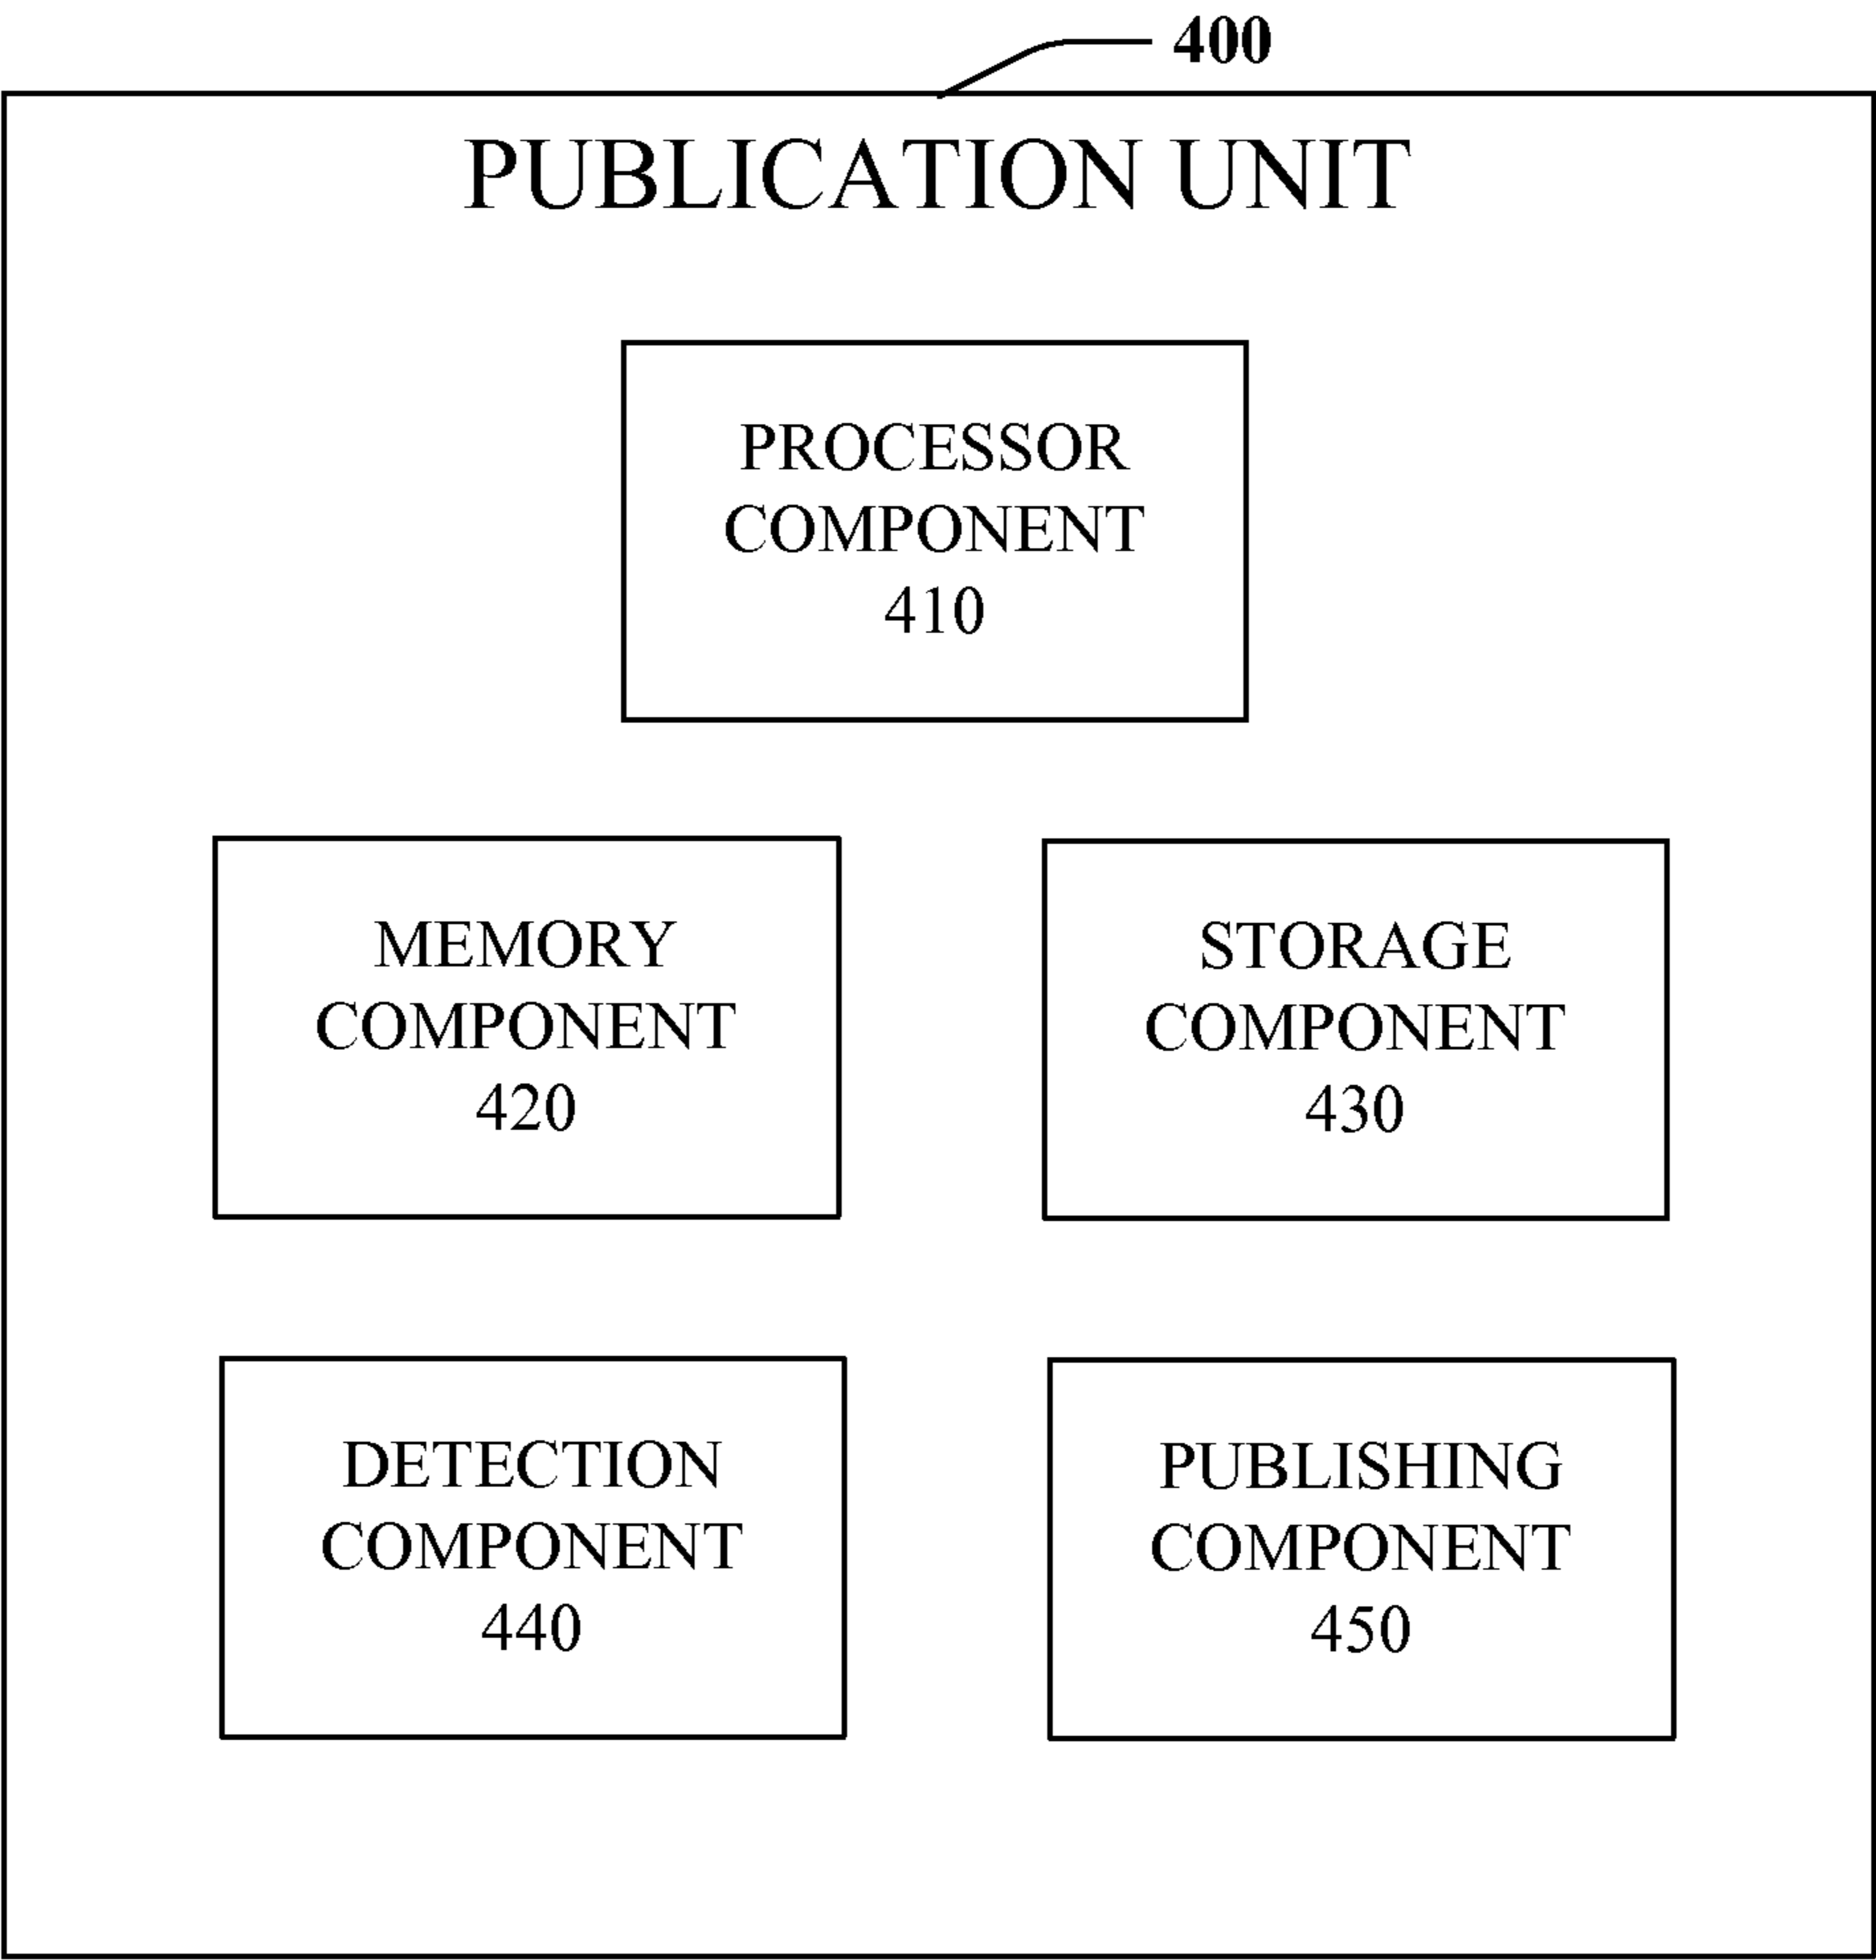 400
PUBLICATION UNIT
PROCESSOR
COMPONENT
410
MEMORY
COMPONENT
420
STORAGE
COMPONENT
430
DETECTION
COMPONENT
440
PUBLISHING
COMPONENT
450